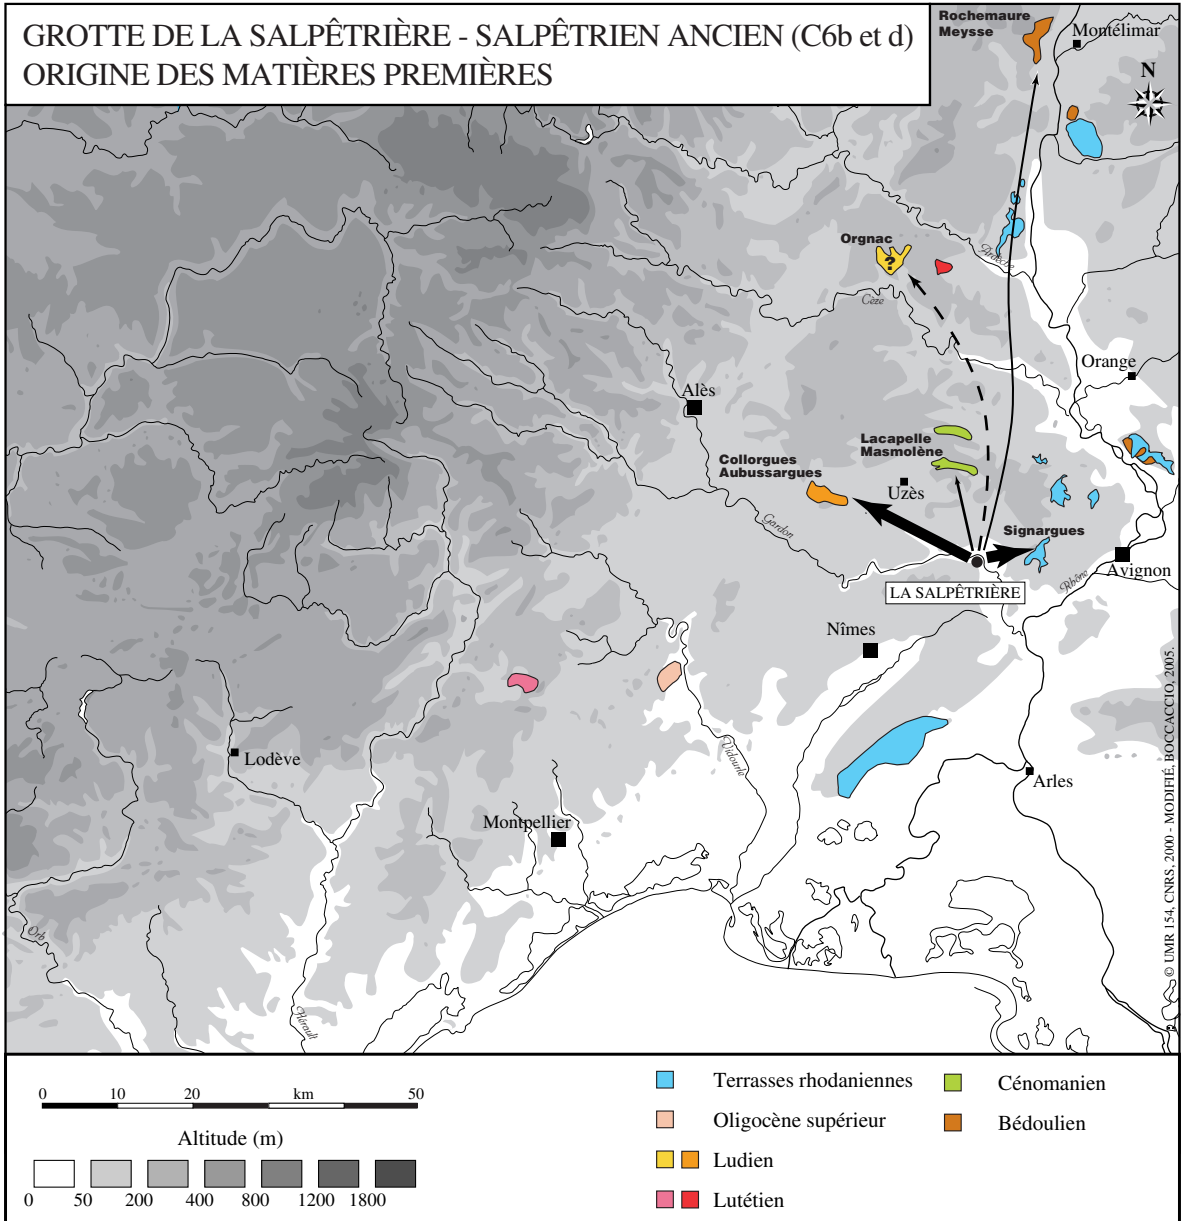 GROTTE DE LA SALPÊTRIÈRE - SALPÊTRIEN ANCIEN (C6b et d)
ORIGINE DES MATIÈRES PREMIÈRES
Rochemaure
Meysse
Montélimar
N
Orgnac
?
Ardèche
Cèze
Orange
Alès
Lacapelle
Masmolène
Collorgues
Aubussargues
Uzès
Gardon
Signargues
Avignon
Rhône
LA SALPÊTRIÈRE
Nîmes
Vidourle
Lodève
Arles
Montpellier
Orb
Hérault
© UMR 154, CNRS, 2000 - MODIFIÉ, BOCCACCIO, 2005.
0 10 20 km 50
Altitude (m)
0 50 200 400 800 1200 1800
Terrasses rhodaniennes
Oligocène supérieur
Ludien
Lutétien
Cénomanien
Bédoulien